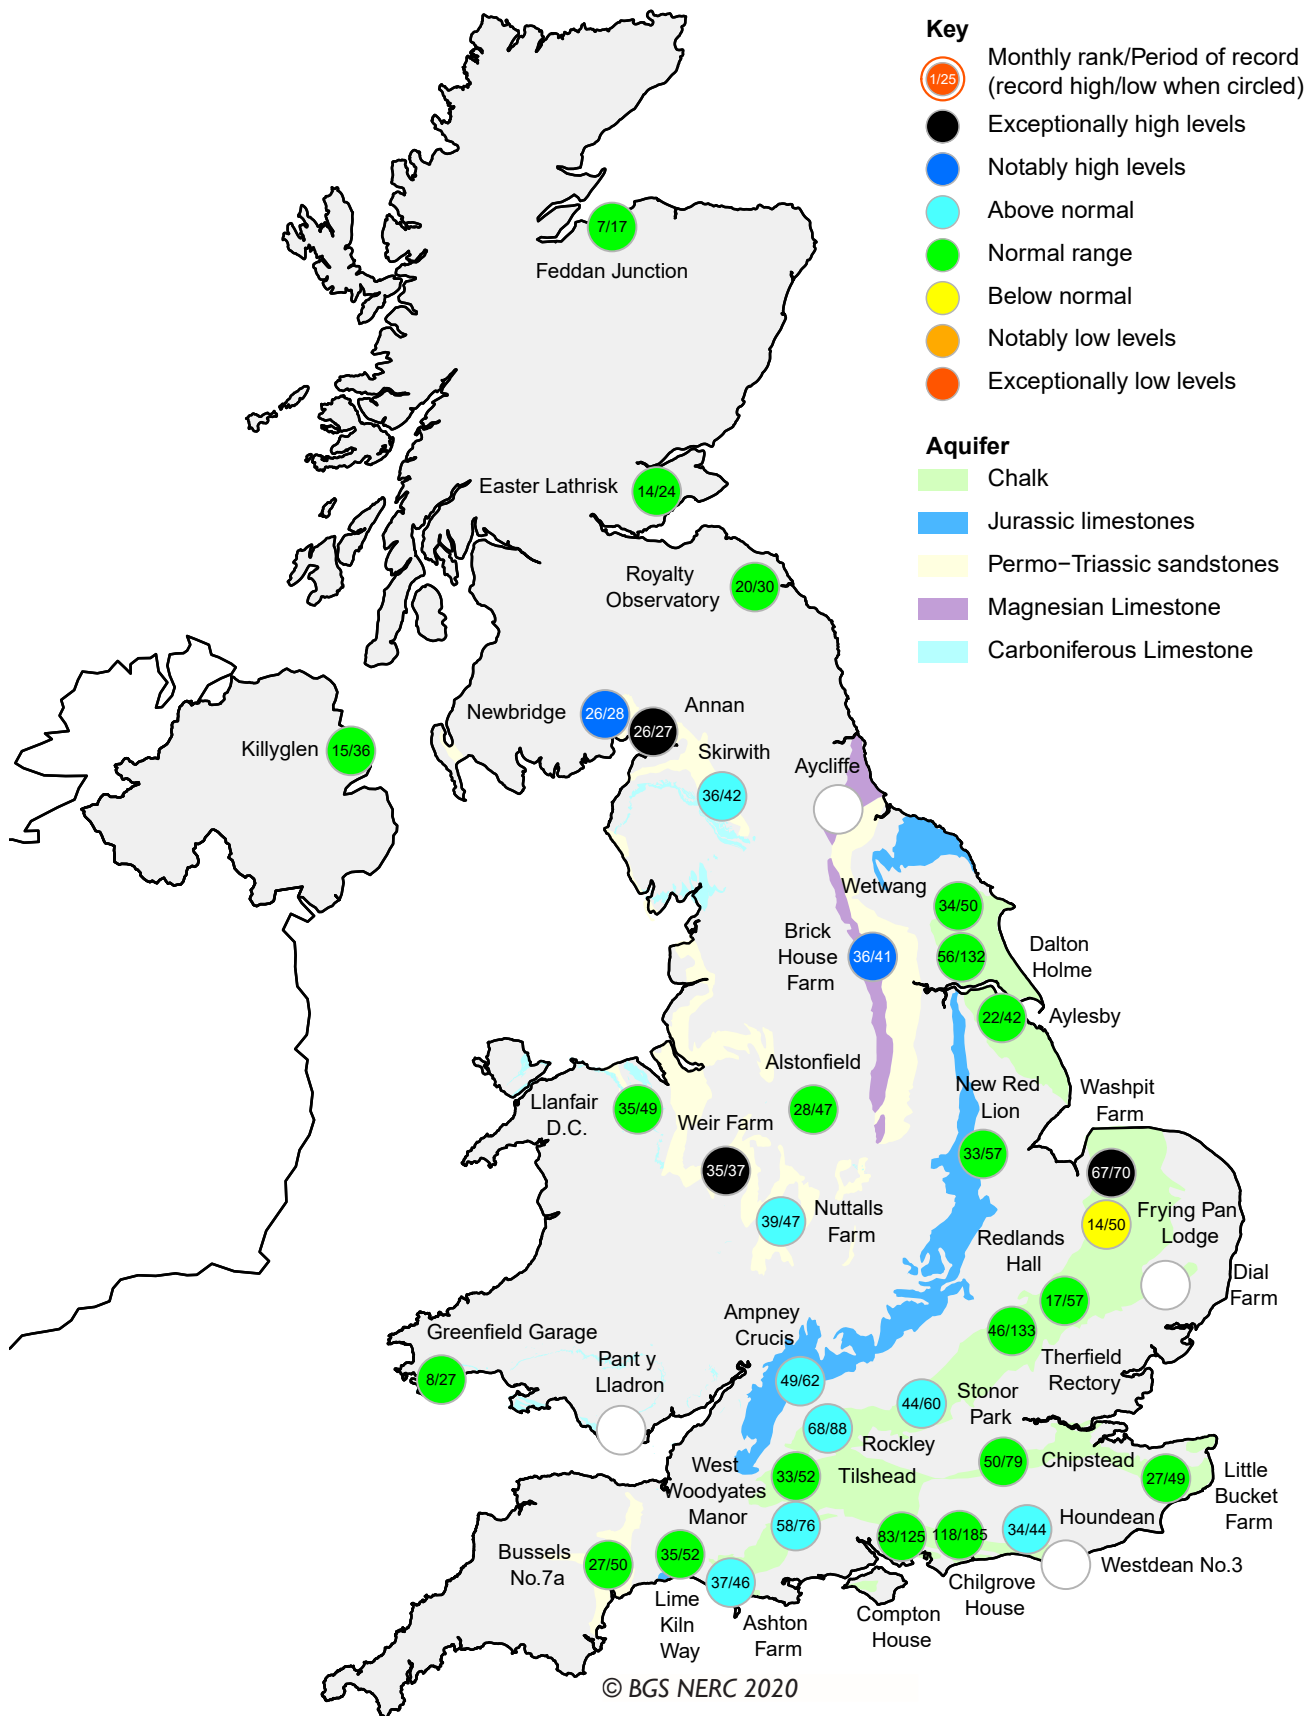 Key
1/25
Monthly rank/Period of record
(record high/low when circled)
Exceptionally high levels
Notably high levels
Above normal
Normal range
Below normal
Notably low levels
Exceptionally low levels
Aquifer
Chalk
Jurassic limestones
Permo−Triassic sandstones
Magnesian Limestone
Carboniferous Limestone
7/17
Feddan Junction
Easter Lathrisk
14/24
Royalty
Observatory
20/30
Newbridge
26/28
Annan
26/27
Killyglen
15/36
Skirwith
36/42
Aycliffe
Wetwang
34/50
Brick
House
Farm
36/41
56/132
Dalton
Holme
22/42
Aylesby
Alstonfield
28/47
Llanfair
D.C.
35/49
Weir Farm
35/37
New Red
Lion
33/57
Washpit
Farm
67/70
39/47
Nuttalls
Farm
14/50
Frying Pan
Lodge
Redlands
Hall
17/57
Dial
Farm
Ampney
Crucis
49/62
46/133
Therfield
Rectory
Greenfield Garage
8/27
Pant y
Lladron
44/60
Stonor
Park
68/88
Rockley
West
Woodyates
Manor
33/52
Tilshead
50/79
Chipstead
27/49
Little
Bucket
Farm
58/76
83/125
118/185
34/44
Houndean
Bussels
No.7a
27/50
35/52
Lime
Kiln
Way
37/46
Ashton
Farm
Compton
House
Chilgrove
House
Westdean No.3
© BGS NERC 2020